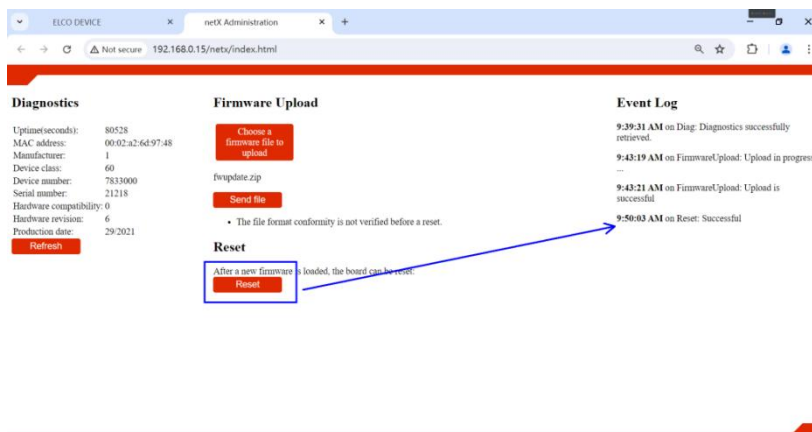 ELCO DEVICE
netX Administration
Not secure 192.168.0.15/netx/index.html
Diagnostics
Uptime(seconds): 80528
MAC address: 00:02:a2:6d:97:48
Manufacturer: 1
Device class: 60
Device number: 7833000
Serial number: 21218
Hardware compatibility: 0
Hardware revision: 6
Production date: 29/2021
Refresh
Firmware Upload
Choose a
firmware file to
upload
fwupdate.zip
Send file
• The file format conformity is not verified before a reset.
Reset
After a new firmware is loaded, the board can be reset:
Reset
Event Log
9:39:31 AM on Diag: Diagnostics successfully
retrieved.
9:43:19 AM on FirmwareUpload: Upload in progress
...
9:43:21 AM on FirmwareUpload: Upload is
successful
9:50:03 AM on Reset: Successful